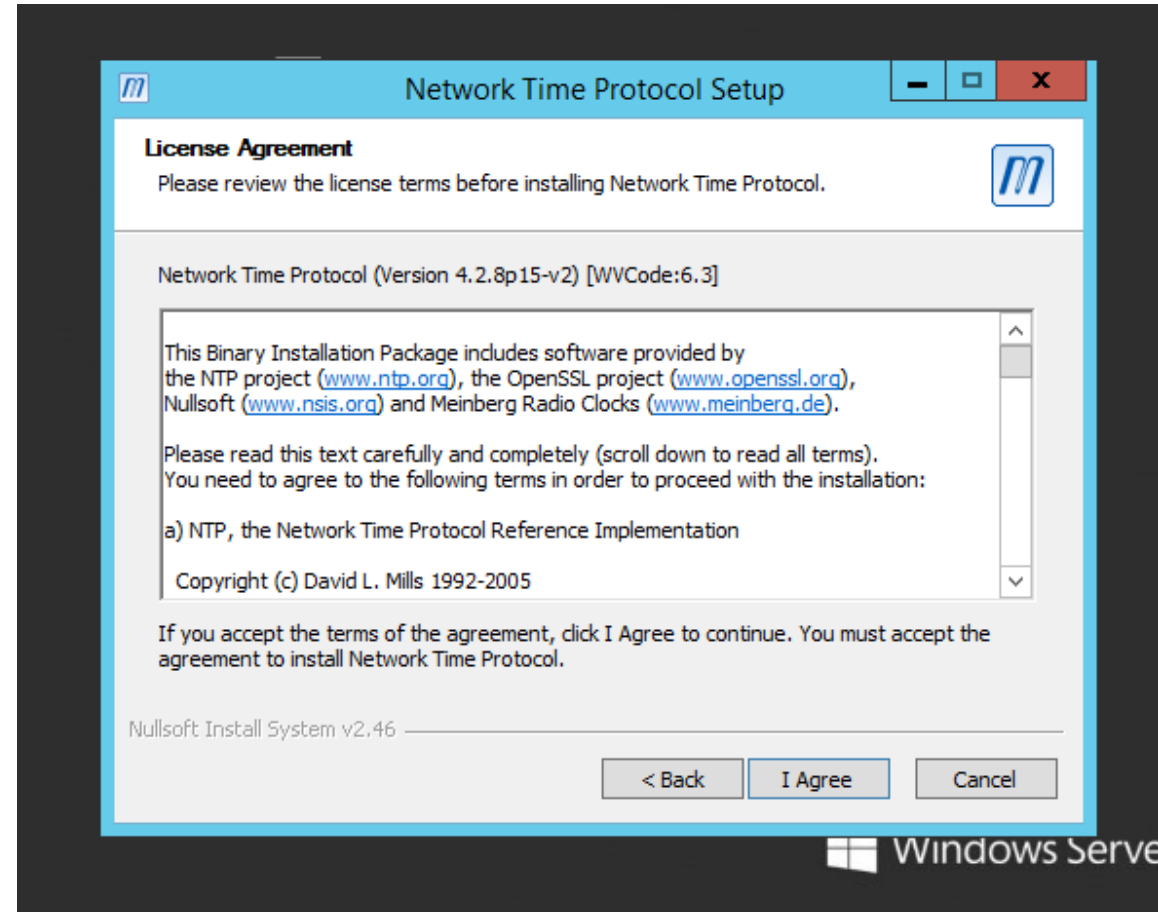 Network Time Protocol Setup
License Agreement
Please review the license terms before installing Network Time Protocol.
Network Time Protocol (Version 4.2.8p15-v2) [WVCode:6.3]
This Binary Installation Package includes software provided by
the NTP project (www.ntp.org), the OpenSSL project (www.openssl.org),
Nullsoft (www.nsis.org) and Meinberg Radio Clocks (www.meinberg.de).
Please read this text carefully and completely (scroll down to read all terms).
You need to agree to the following terms in order to proceed with the installation:
a) NTP, the Network Time Protocol Reference Implementation
Copyright (c) David L. Mills 1992-2005
If you accept the terms of the agreement, click I Agree to continue. You must accept the
agreement to install Network Time Protocol.
Nullsoft Install System v2.46
< Back I Agree Cancel
Windows Serve